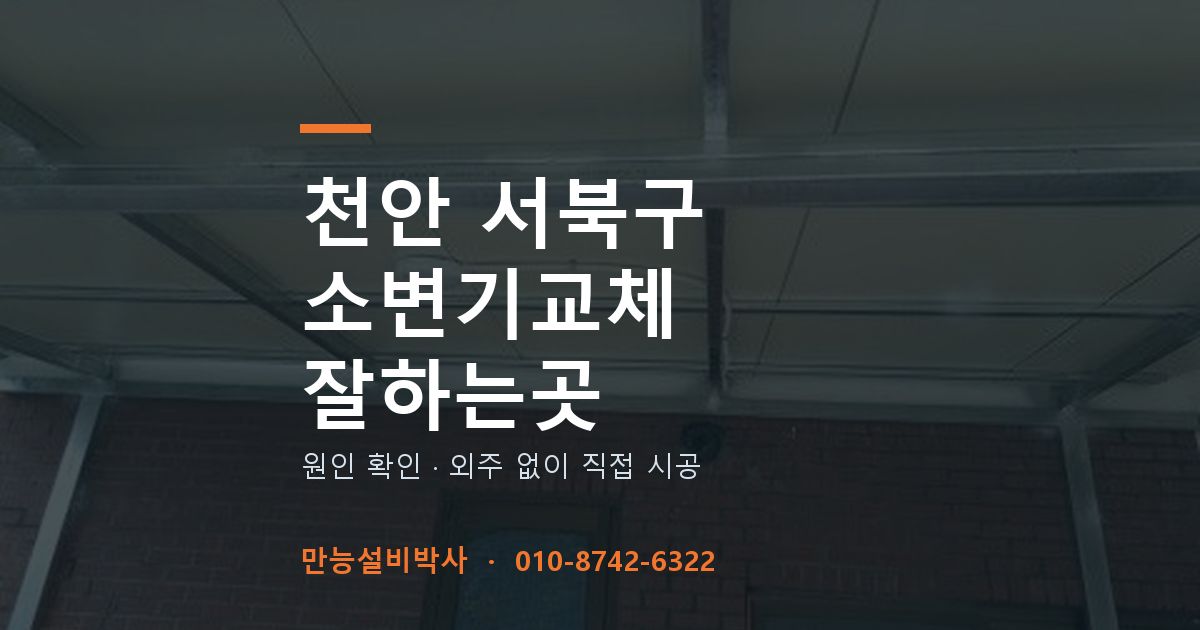 천안 서북구
소변기교체
잘하는곳
원인 확인 · 외주 없이 직접 시공
만능설비박사 · 010-8742-6322